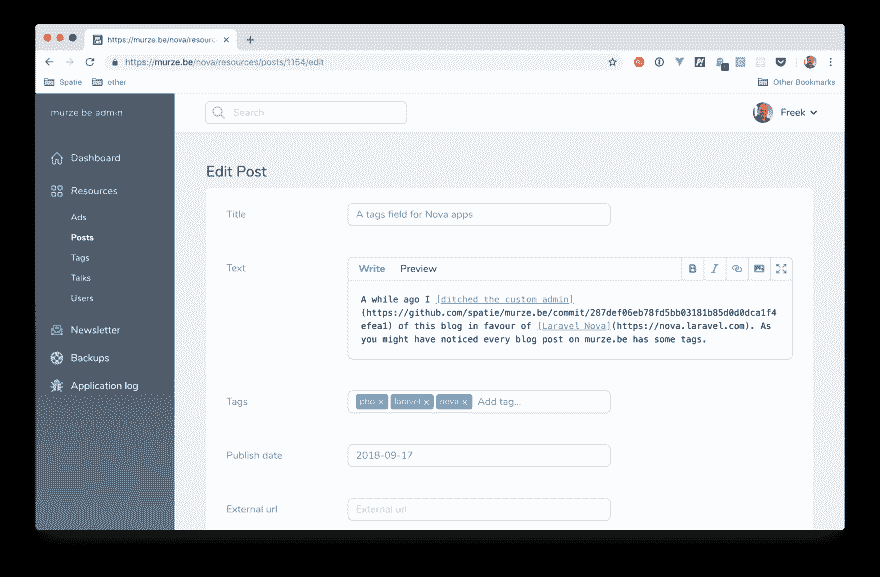 https://murze.be/nova/resourc
https://murze.be/nova/resources/posts/1154/edit
Spatie
other
Other Bookmarks
murze.be admin
Search
Freek
Dashboard
Resources
Ads
Posts
Tags
Talks
Users
Newsletter
Backups
Application log
Edit Post
Title
A tags field for Nova apps
Text
Write Preview
B I
A while ago I [ditched the custom admin]
(https://github.com/spatie/murze.be/commit/287def06eb78fd5bb03181b85d0d0dca1f4
efea1) of this blog in favour of [Laravel Nova](https://nova.laravel.com). As
you might have noticed every blog post on murze.be has some tags.
Tags
php × laravel × nova × Add tag...
Publish date
2018-09-17
External url
External url